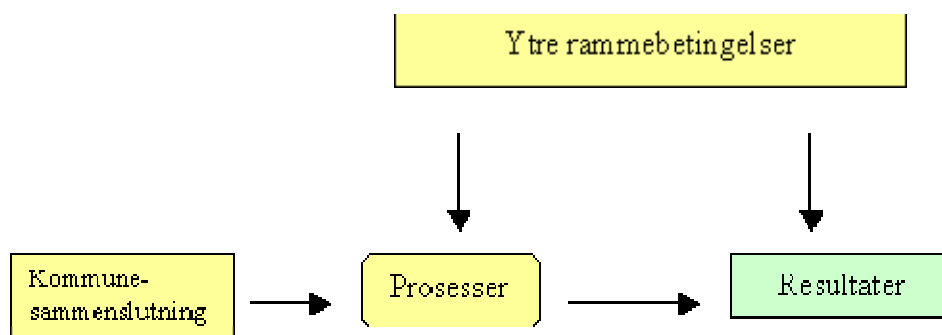 Ytre rammebetingelser
Kommune-
sammenslutning
Prosesser
Resultater